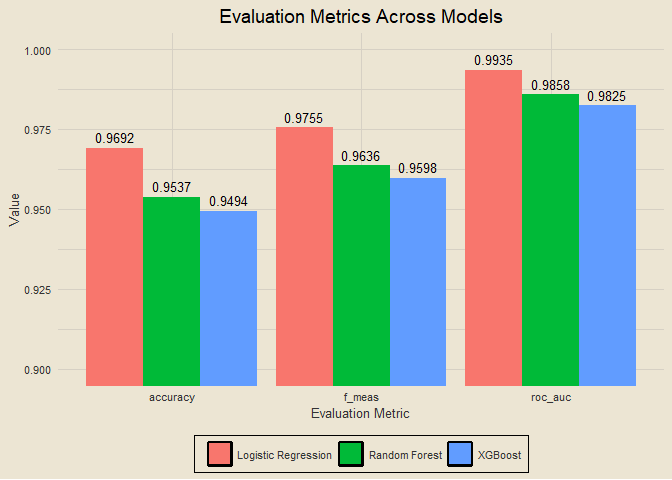 Evaluation Metrics Across Models
1.000
0.975
0.950
0.925
0.900
Value
0.9692
0.9537
0.9494
0.9755
0.9636
0.9598
0.9935
0.9858
0.9825
accuracy
f_meas
roc_auc
Evaluation Metric
Logistic Regression
Random Forest
XGBoost